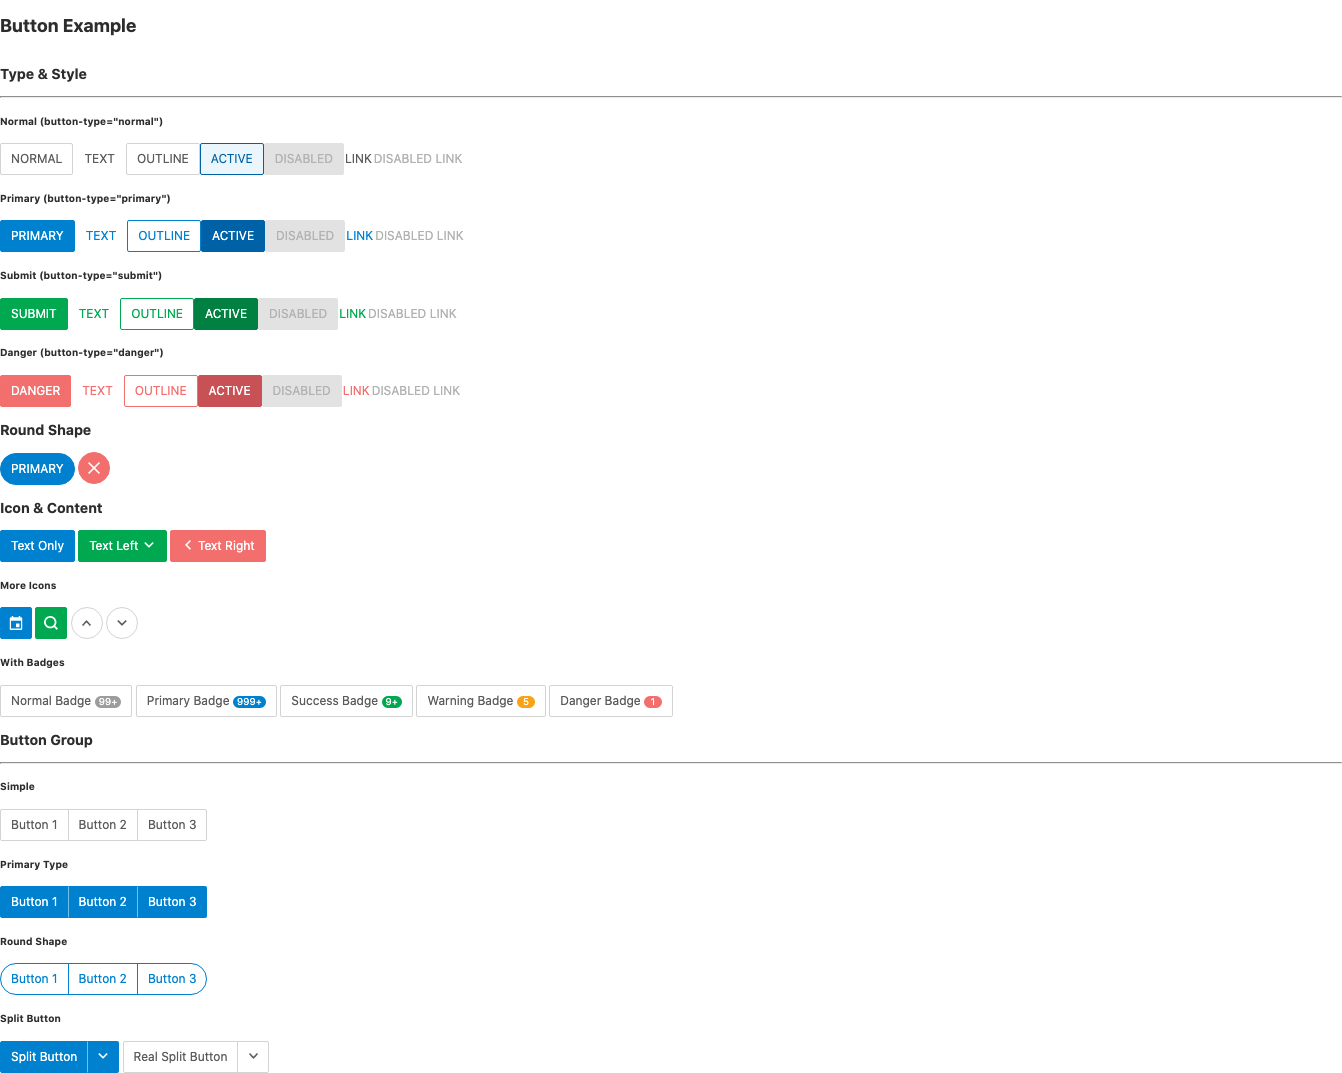 Button Example
Type & Style
Normal (button-type="normal")
NORMAL TEXT OUTLINE ACTIVE DISABLED LINK DISABLED LINK
Primary (button-type="primary")
PRIMARY TEXT OUTLINE ACTIVE DISABLED LINK DISABLED LINK
Submit (button-type="submit")
SUBMIT TEXT OUTLINE ACTIVE DISABLED LINK DISABLED LINK
Danger (button-type="danger")
DANGER TEXT OUTLINE ACTIVE DISABLED LINK DISABLED LINK
Round Shape
PRIMARY
Icon & Content
Text Only Text Left Text Right
More Icons
With Badges
Normal Badge 99+ Primary Badge 999+ Success Badge 9+ Warning Badge 5 Danger Badge 1
Button Group
Simple
Button 1 Button 2 Button 3
Primary Type
Button 1 Button 2 Button 3
Round Shape
Button 1 Button 2 Button 3
Split Button
Split Button Real Split Button